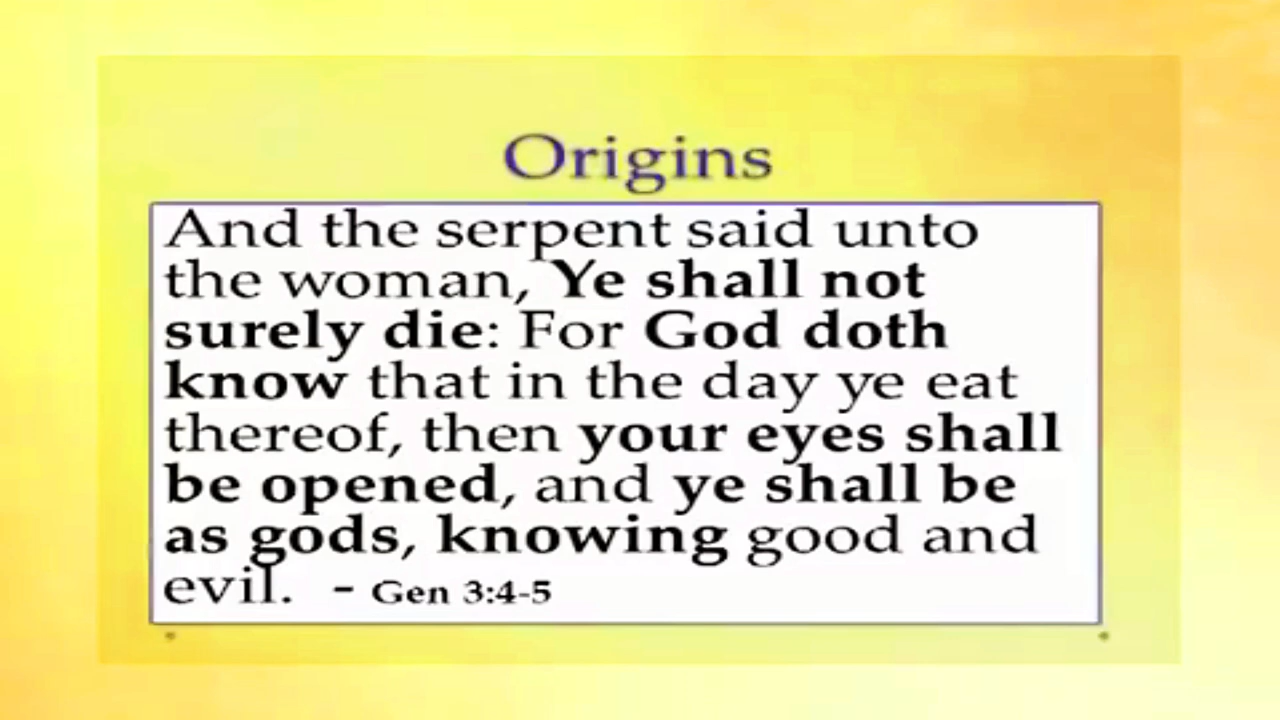 Origins
And the serpent said unto
the woman, Ye shall not
surely die: For God doth
know that in the day ye eat
thereof, then your eyes shall
be opened, and ye shall be
as gods, knowing good and
evil. - Gen 3:4-5